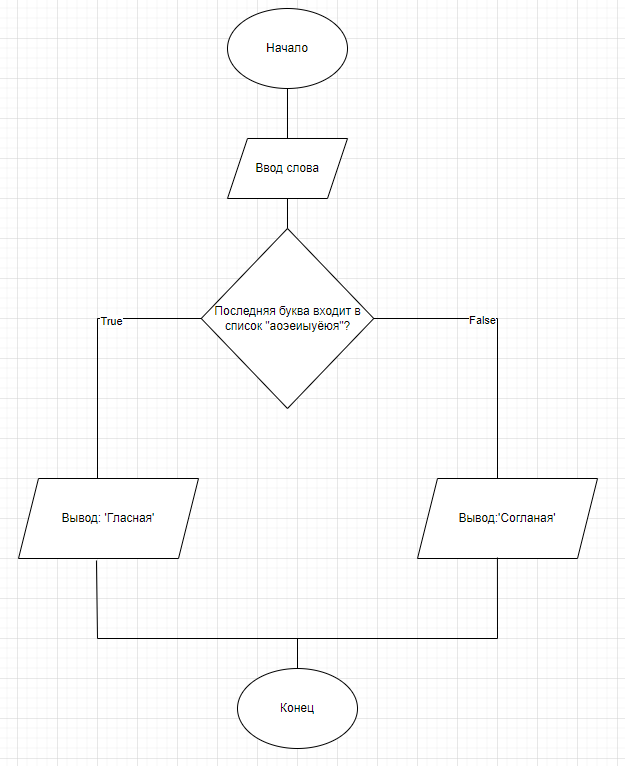 Начало
Ввод слова
Последняя буква входит в
список "аоэеиыуёюя"?
True
False
Вывод: 'Гласная'
Вывод:'Согланая'
Конец